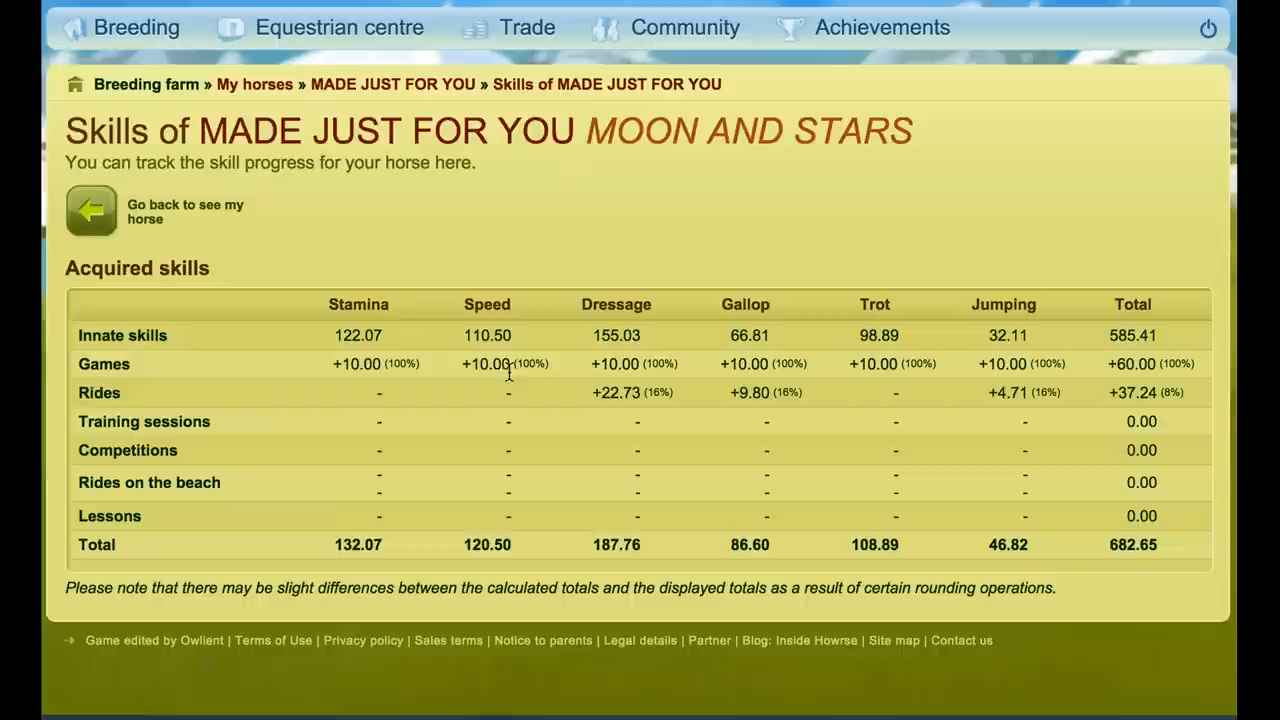 Breeding Equestrian centre Trade Community Achievements
Breeding farm » My horses » MADE JUST FOR YOU » Skills of MADE JUST FOR YOU
Skills of MADE JUST FOR YOU MOON AND STARS
You can track the skill progress for your horse here.
Go back to see my
horse
Acquired skills
Stamina Speed Dressage Gallop Trot Jumping Total
Innate skills 122.07 110.50 155.03 66.81 98.89 32.11 585.41
Games +10.00 (100%) +10.00 (100%) +10.00 (100%) +10.00 (100%) +10.00 (100%) +10.00 (100%) +60.00 (100%)
Rides - - +22.73 (16%) +9.80 (16%) - +4.71 (16%) +37.24 (8%)
Training sessions - - - - - - 0.00
Competitions - - - - - - 0.00
- - - - - -
Rides on the beach 0.00
- - - - - -
Lessons - - - - - - 0.00
Total 132.07 120.50 187.76 86.60 108.89 46.82 682.65
Please note that there may be slight differences between the calculated totals and the displayed totals as a result of certain rounding operations.
Game edited by Owlient | Terms of Use | Privacy policy | Sales terms | Notice to parents | Legal details | Partner | Blog: Inside Howrse | Site map | Contact us